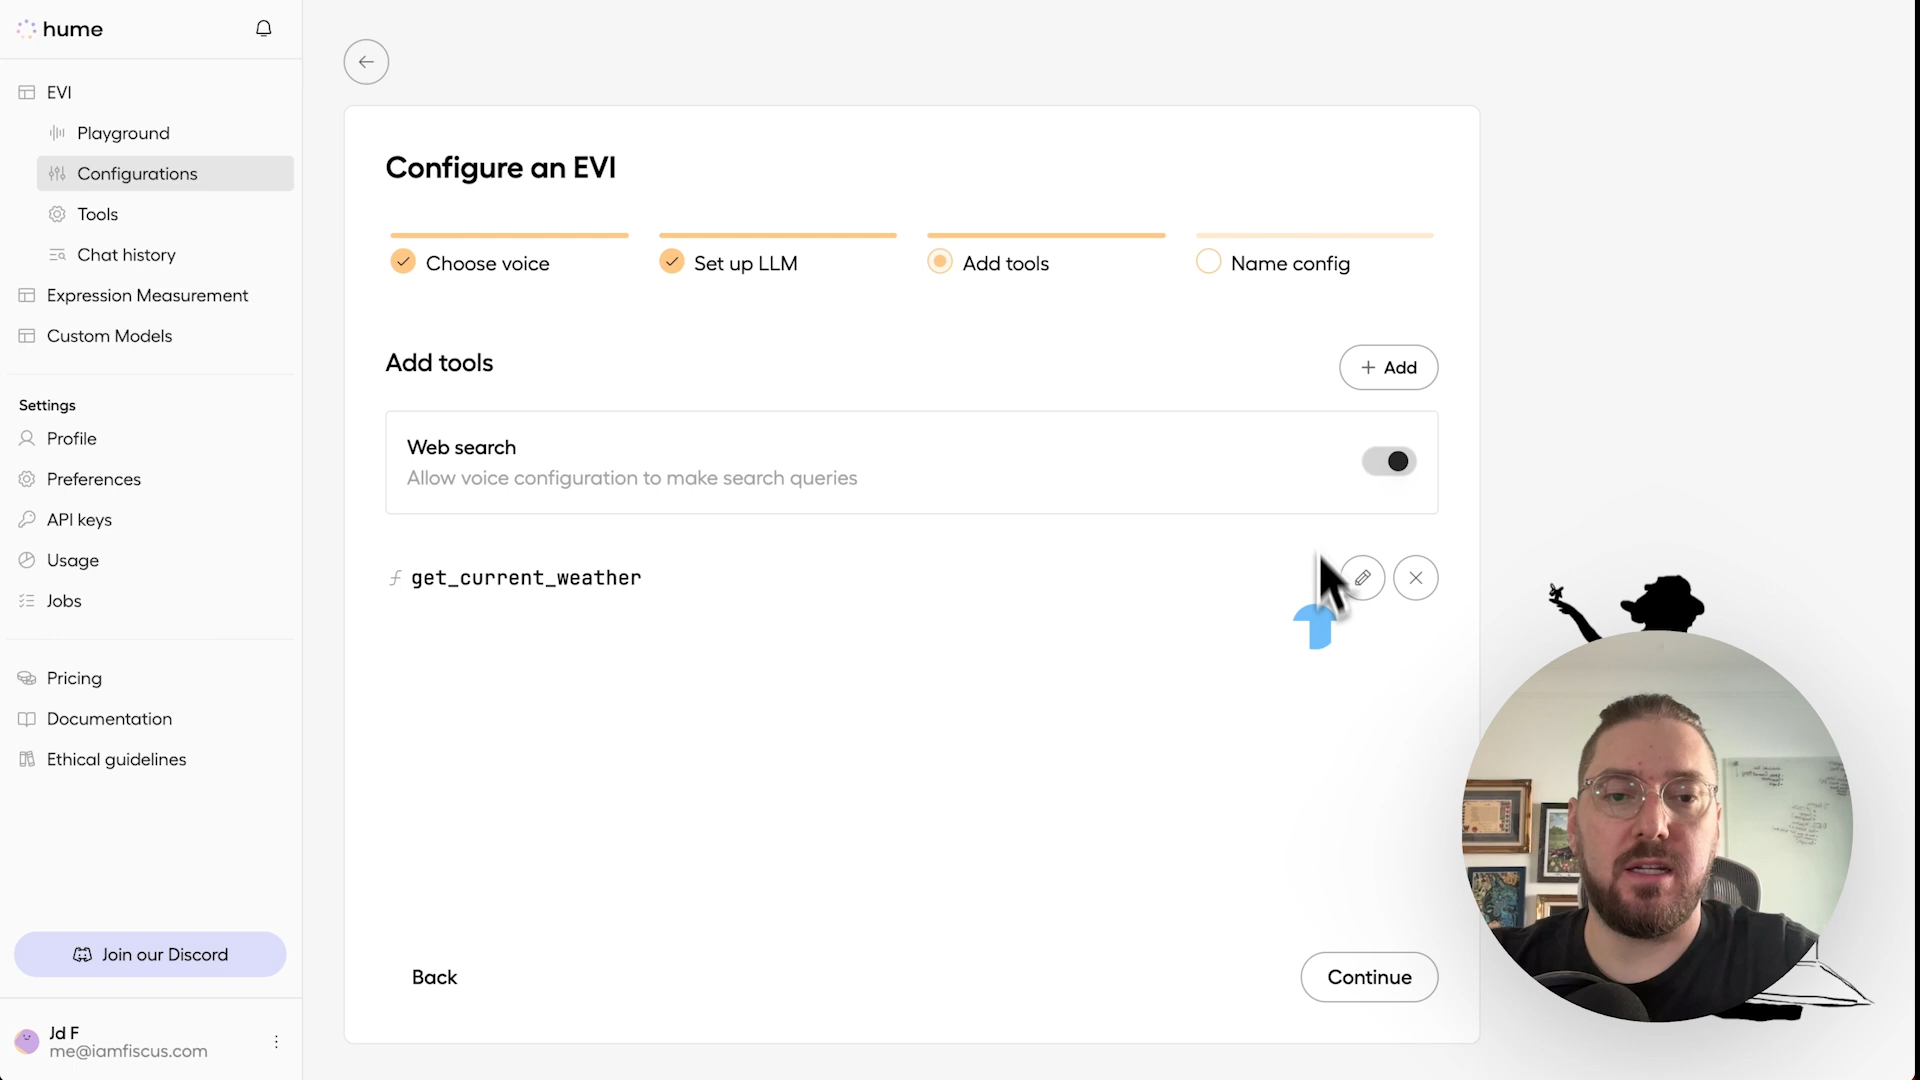 hume
EVI
Playground
Configurations
Tools
Chat history
Expression Measurement
Custom Models
Settings
Profile
Preferences
API keys
Usage
Jobs
Pricing
Documentation
Ethical guidelines
Join our Discord
Jd F
me@iamfiscus.com
Configure an EVI
Choose voice
Set up LLM
Add tools
Name config
Add tools
+ Add
Web search
Allow voice configuration to make search queries
f get_current_weather
Back
Continue